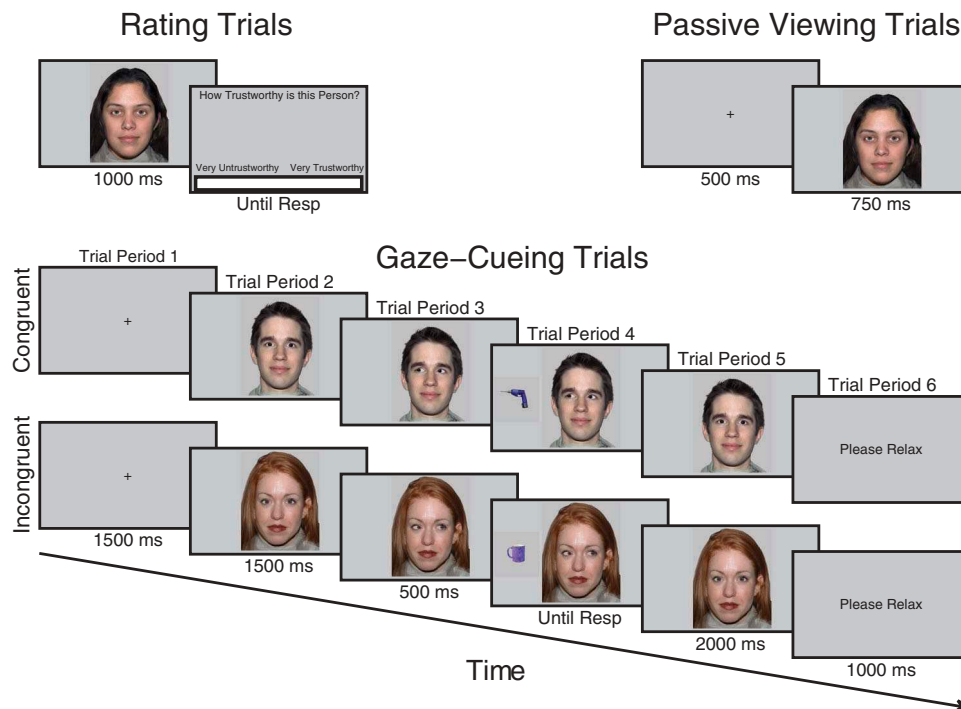 Rating Trials
Passive Viewing Trials
How Trustworthy is this Person?
Very Untrustworthy Very Trustworthy
1000 ms
Until Resp
+
500 ms
750 ms
Gaze–Cueing Trials
Congruent
Trial Period 1
Trial Period 2
Trial Period 3
Trial Period 4
Trial Period 5
Trial Period 6
+
Please Relax
Incongruent
+
Please Relax
1500 ms
1500 ms
500 ms
Until Resp
2000 ms
1000 ms
Time